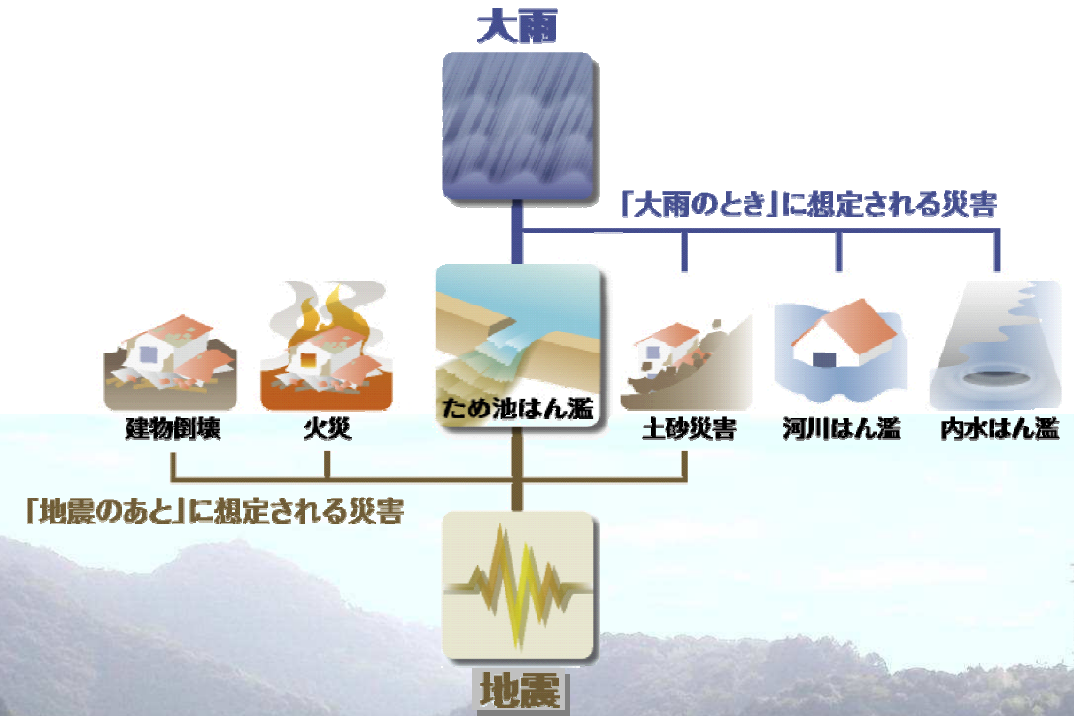 大雨
「大雨のとき」に想定される災害
建物倒壊
火災
ため池はん濫
土砂災害
河川はん濫
内水はん濫
「地震のあと」に想定される災害
地震